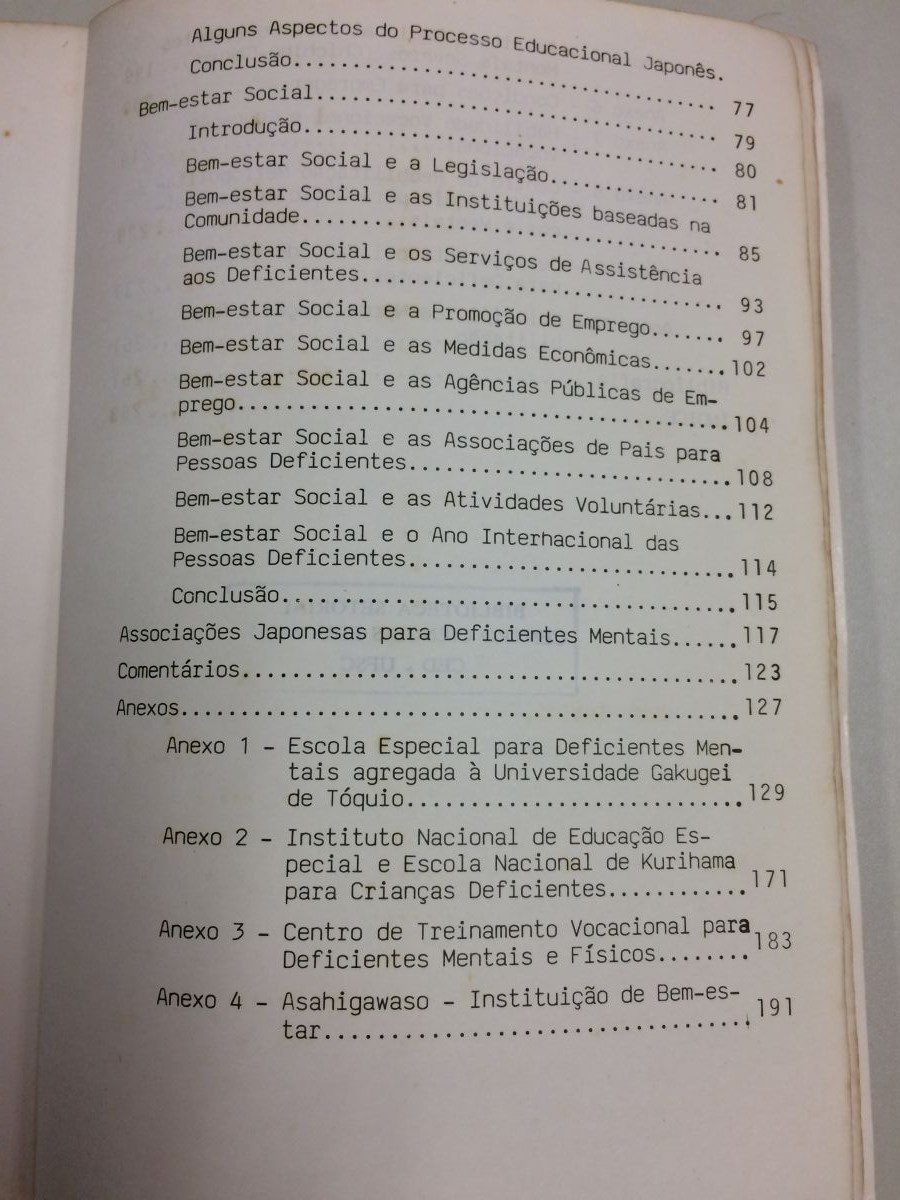 Alguns Aspectos do Processo Educacional Japonês.
Conclusão.................................... 77
Bem-estar Social.................................. 79
Introdução................................... 80
Bem-estar Social e a Legislação.............. 81
Bem-estar Social e as Instituições baseadas na
Comunidade................................... 85
Bem-estar Social e os Serviços de Assistência
aos Deficientes.............................. 93
Bem-estar Social e a Promoção de Emprego....... 97
Bem-estar Social e as Medidas Econômicas.......102
Bem-estar Social e as Agências Públicas de Em-
prego..........................................104
Bem-estar Social e as Associações de Pais para
Pessoas Deficientes............................108
Bem-estar Social e as Atividades Voluntárias...112
Bem-estar Social e o Ano Interhacional das
Pessoas Deficientes............................114
Conclusão......................................115
Associações Japonesas para Deficientes Mentais......117
Comentários.........................................123
Anexos..............................................127
Anexo 1 - Escola Especial para Deficientes Men-
tais agregada à Universidade Gakugei
de Tóquio............................129
Anexo 2 - Instituto Nacional de Educação Es-
pecial e Escola Nacional de Kurihama
para Crianças Deficientes............171
Anexo 3 - Centro de Treinamento Vocacional para
Deficientes Mentais e Físicos........183
Anexo 4 - Asahigawaso - Instituição de Bem-es-
tar....................................191